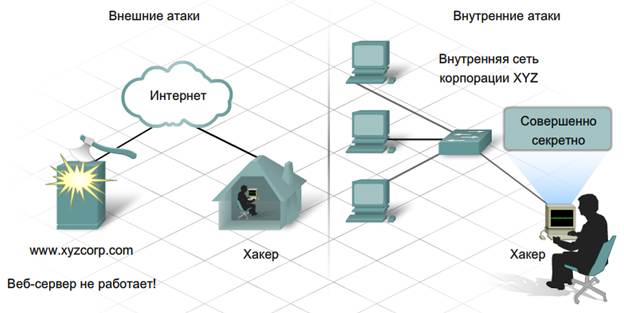 Внешние атаки
Интернет
www.xyzcorp.com
Хакер
Веб-сервер не работает!
Внутренние атаки
Внутренняя сеть
корпорации XYZ
Совершенно
секретно
Хакер